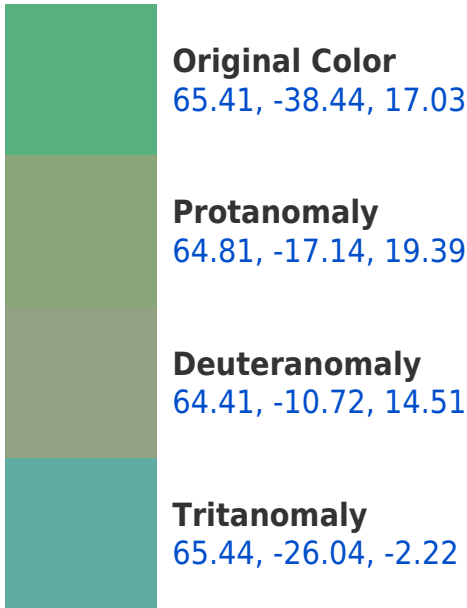 Original Color
65.41, -38.44, 17.03
Protanomaly
64.81, -17.14, 19.39
Deuteranomaly
64.41, -10.72, 14.51
Tritanomaly
65.44, -26.04, -2.22